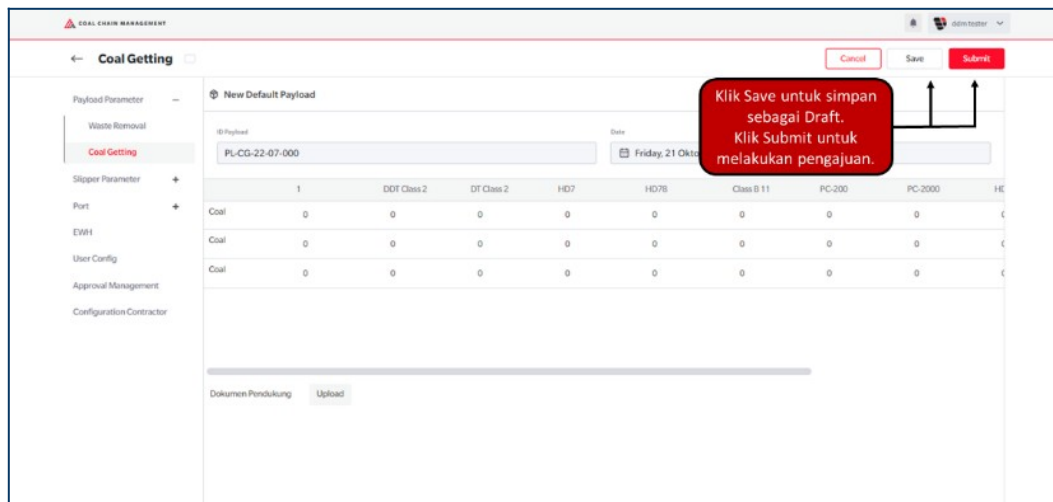 COAL CHAIN MANAGEMENT
ddm tester
Coal Getting
Cancel
Save
Submit
Payload Parameter
Waste Removal
Coal Getting
Slipper Parameter
Port
EWH
User Config
Approval Management
Configuration Contractor
New Default Payload
ID Payload
Date
PL-CG-22-07-000
Friday, 21 Okto
Klik Save untuk simpan
sebagai Draft.
Klik Submit untuk
melakukan pengajuan.
1 DDT Class 2 DT Class 2 HD7 HD78 Class B 11 PC-200 PC-2000
Coal 0 0 0 0 0 0 0 0
Coal 0 0 0 0 0 0 0 0
Coal 0 0 0 0 0 0 0 0
Dokumen Pendukung Upload